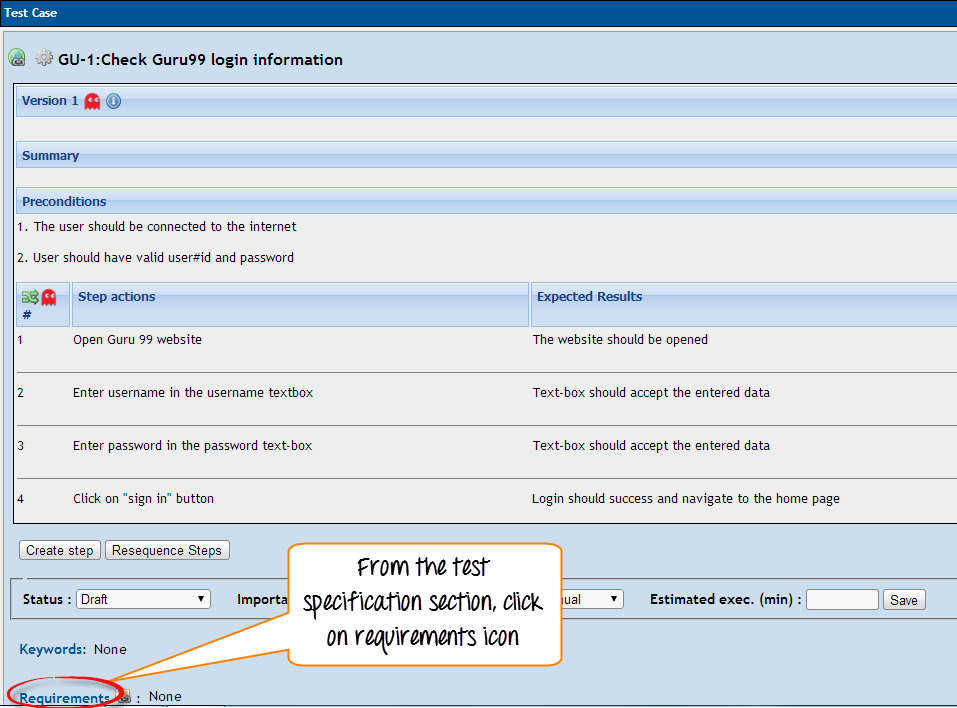 Test Case
GU-1:Check Guru99 login information
Version 1
Summary
Preconditions
1. The user should be connected to the internet
2. User should have valid user#id and password
# Step actions Expected Results
1 Open Guru 99 website The website should be opened
2 Enter username in the username textbox Text-box should accept the entered data
3 Enter password in the password text-box Text-box should accept the entered data
4 Click on "sign in" button Login should success and navigate to the home page
Create step Resequence Steps
From the test
specification section, click
on requirements icon
Status : Draft Estimated exec. (min) : Save
Keywords: None
Requirements : None